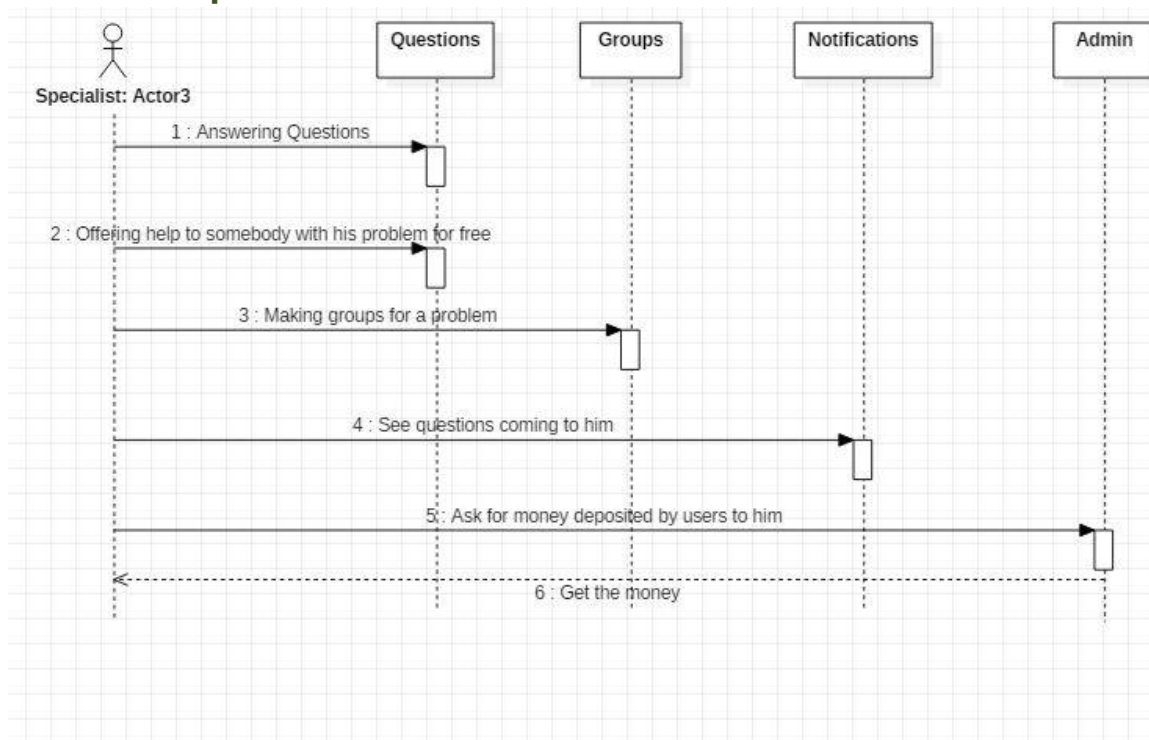 Questions
Groups
Notifications
Admin
Specialist: Actor3
1 : Answering Questions
2 : Offering help to somebody with his problem for free
3 : Making groups for a problem
4 : See questions coming to him
5 : Ask for money deposited by users to him
6 : Get the money